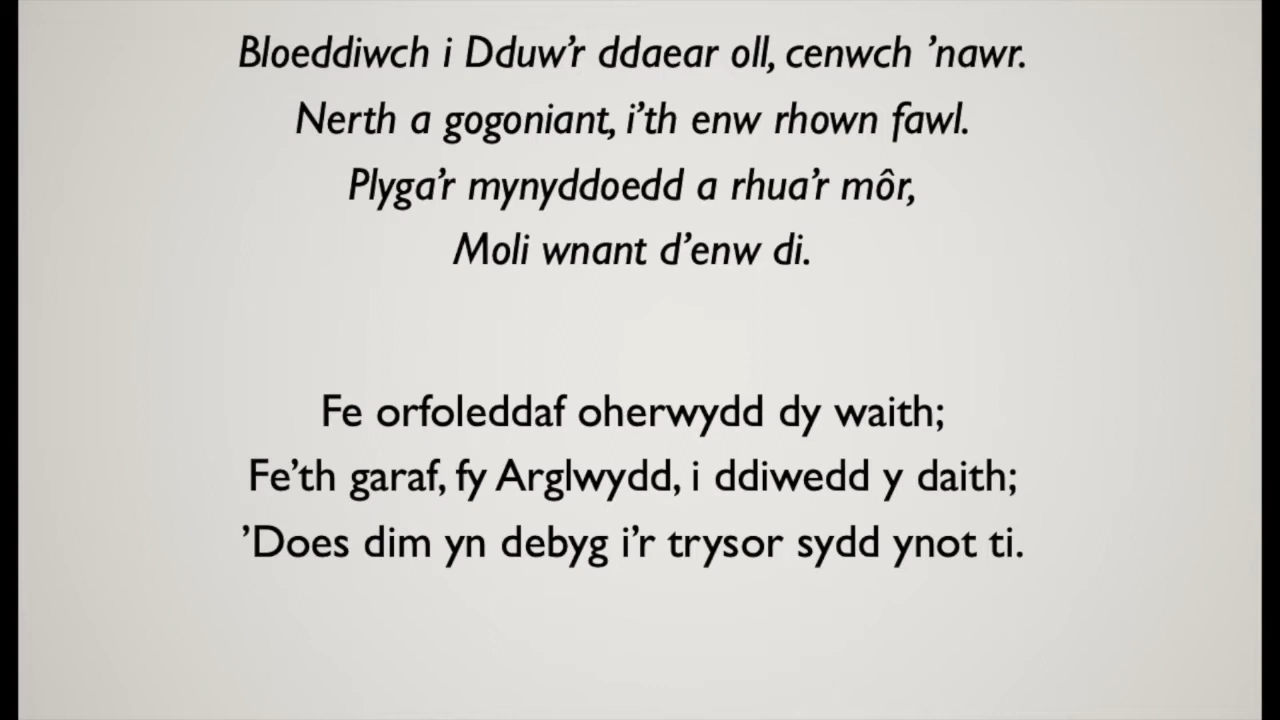 Bloeddiwch i Dduw’r ddaear oll, cenwch ’nawr.
Nerth a gogoniant, i’th enw rhown fawl.
Plyga’r mynyddoedd a rhua’r môr,
Moli wnant d’enw di.
Fe orfoleddaf oherwydd dy waith;
Fe’th garaf, fy Arglwydd, i ddiwedd y daith;
’Does dim yn debyg i’r trysor sydd ynot ti.